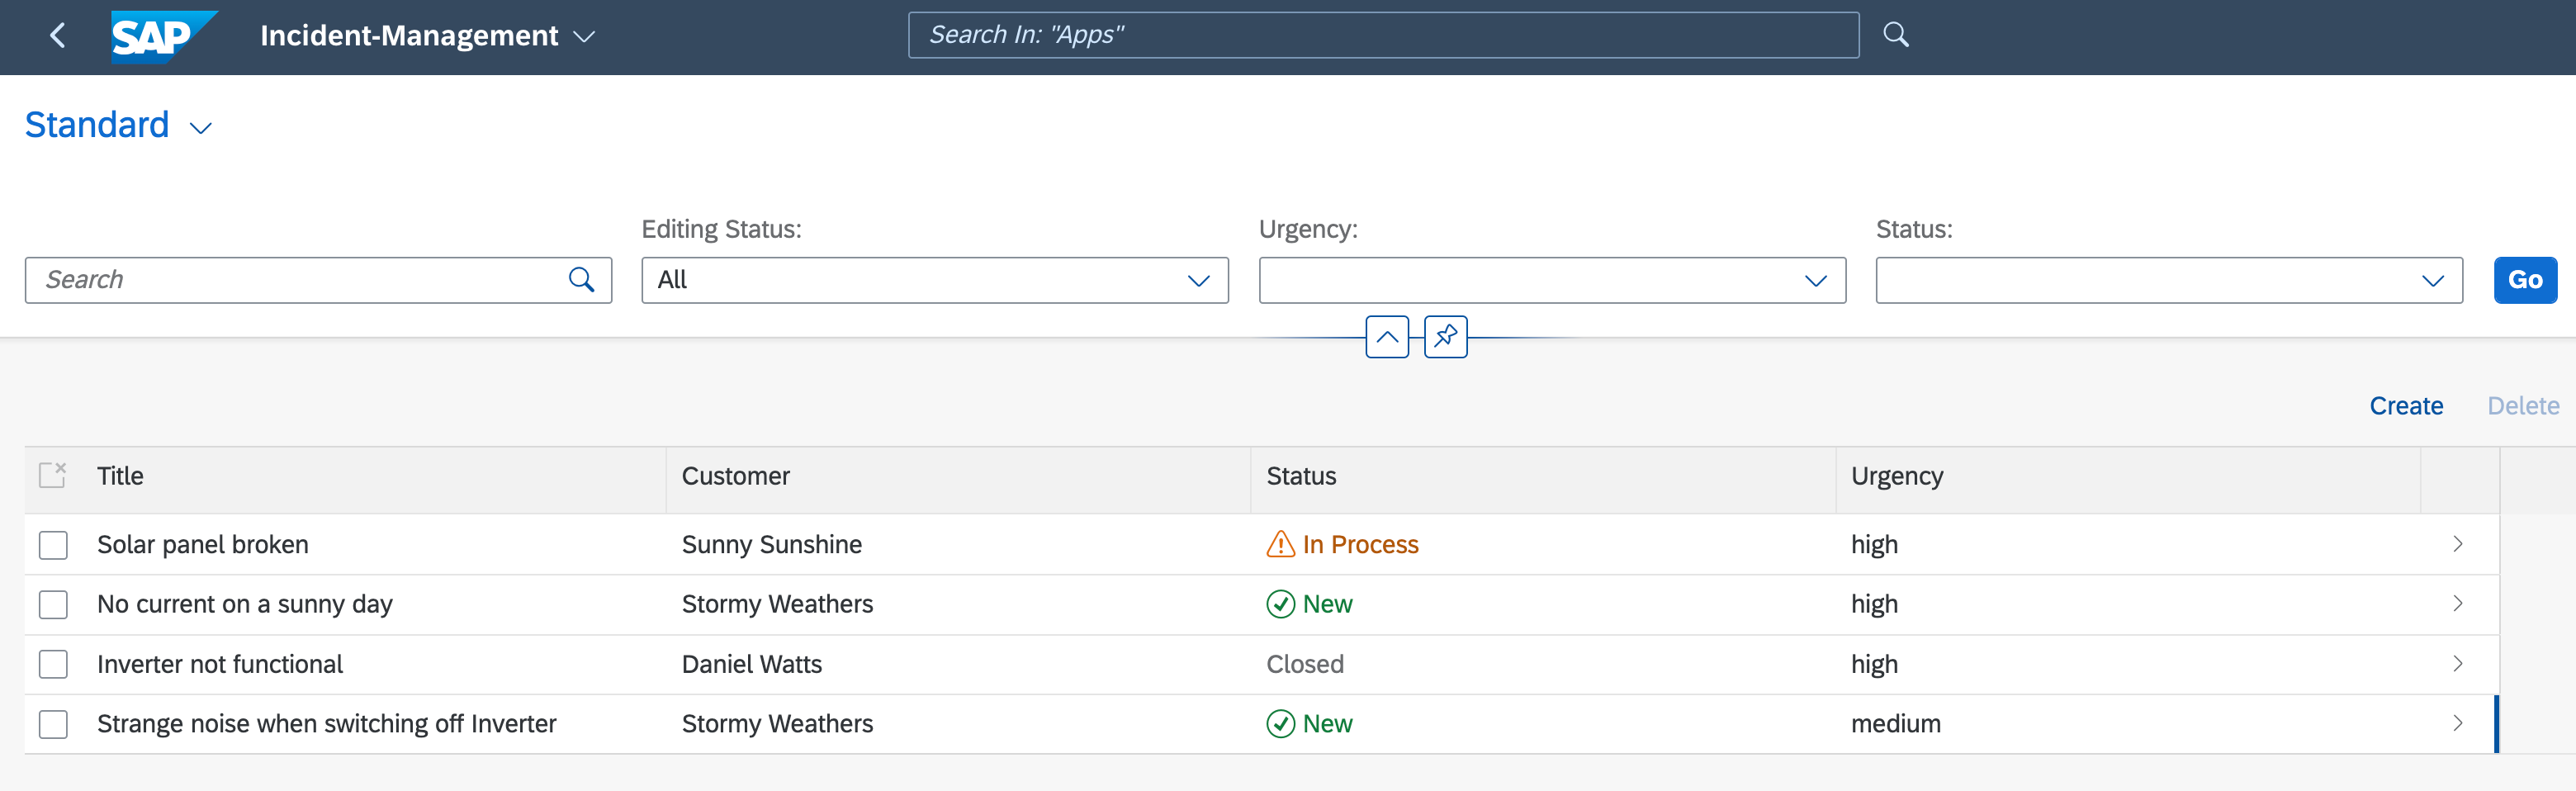 SAP Incident-Management Search In: "Apps"
Standard
Editing Status: Urgency: Status:
Search All Go
Create Delete
Title Customer Status Urgency
Solar panel broken Sunny Sunshine In Process high
No current on a sunny day Stormy Weathers New high
Inverter not functional Daniel Watts Closed high
Strange noise when switching off Inverter Stormy Weathers New medium